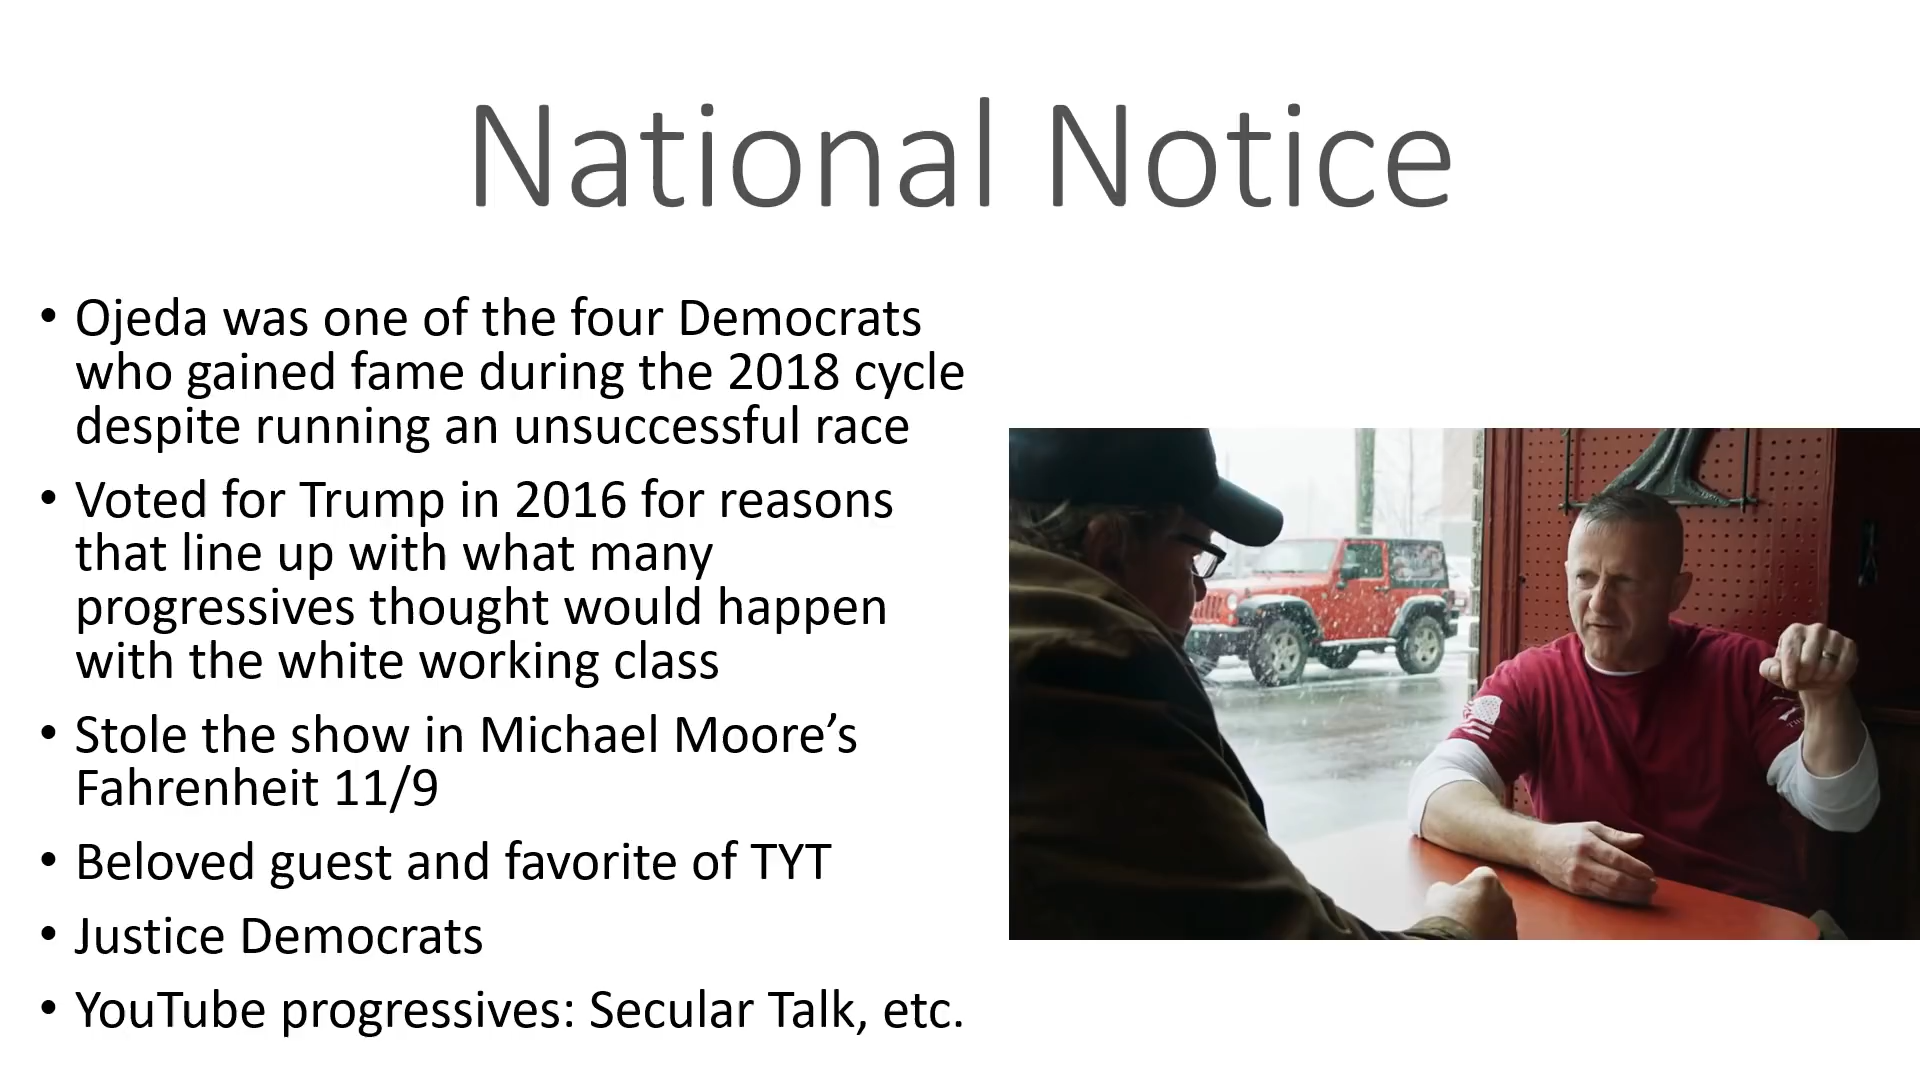 National Notice
• Ojeda was one of the four Democrats
who gained fame during the 2018 cycle
despite running an unsuccessful race
• Voted for Trump in 2016 for reasons
that line up with what many
progressives thought would happen
with the white working class
• Stole the show in Michael Moore’s
Fahrenheit 11/9
• Beloved guest and favorite of TYT
• Justice Democrats
• YouTube progressives: Secular Talk, etc.